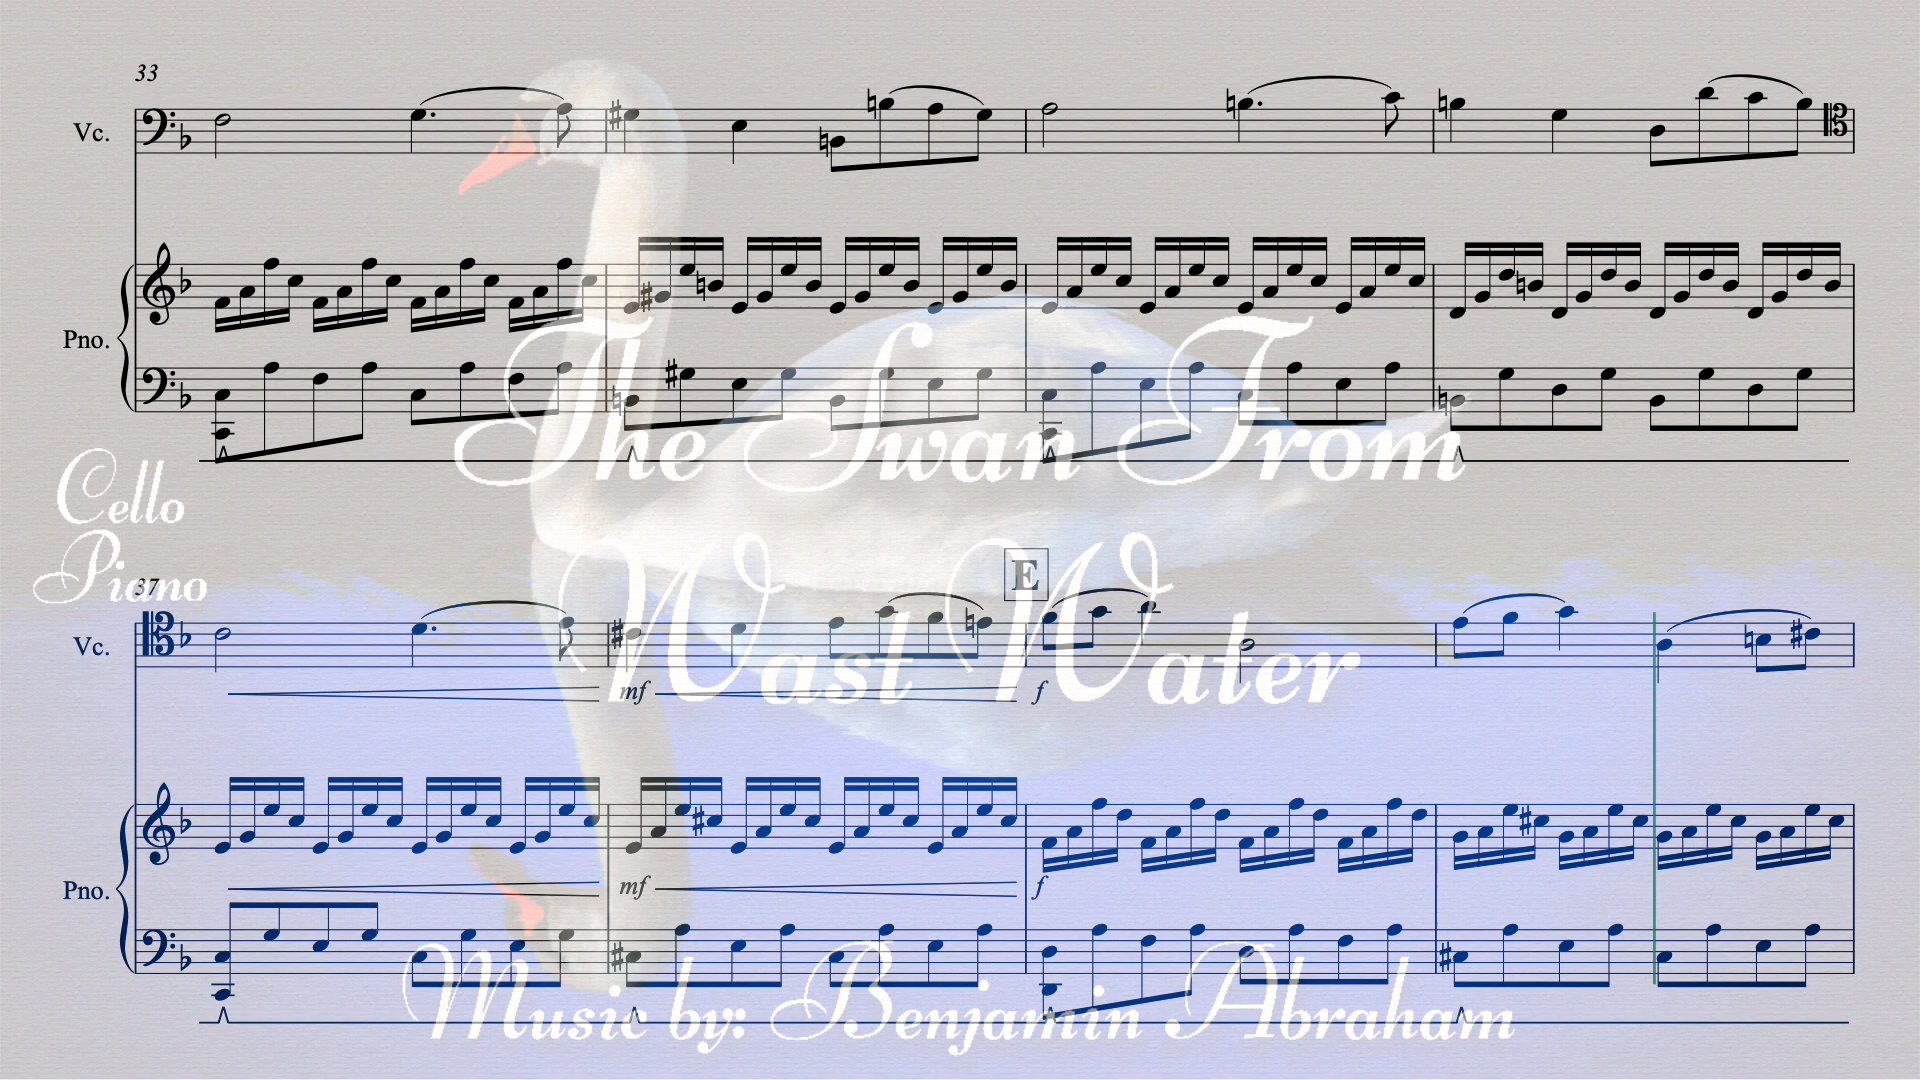 33
Vc.
Pno.
The Swan From
Cello
Piano
37
Wast Water
E
Vc.
mf
f
Pno.
mf
f
Music by: Benjamin Abraham